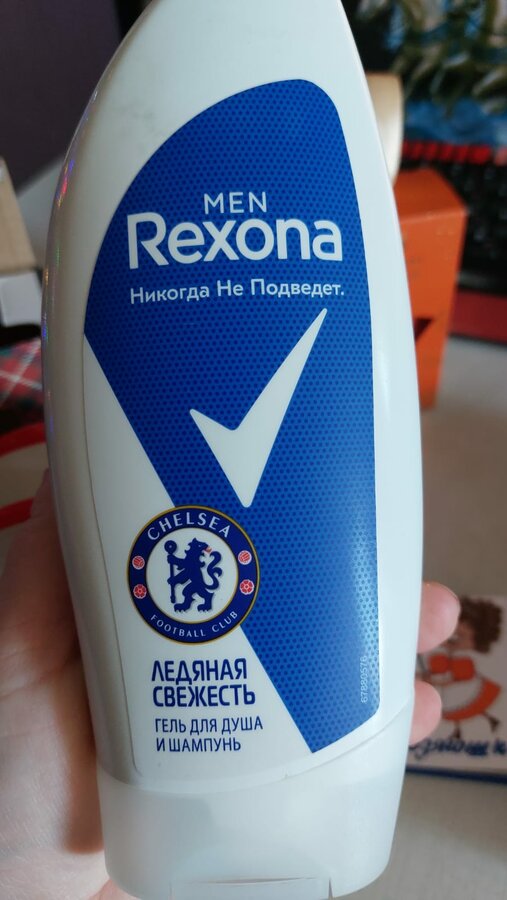 MEN
Rexona
Никогда Не Подведет.
CHELSEA
FOOTBALL CLUB
ЛЕДЯНАЯ
СВЕЖЕСТЬ
ГЕЛЬ ДЛЯ ДУША
И ШАМПУНЬ